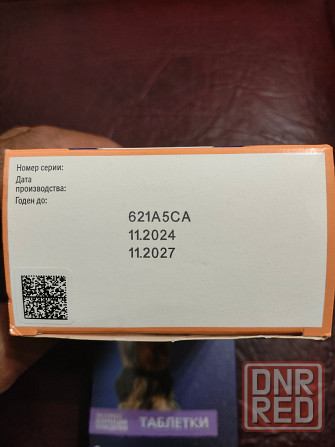 Номер серии:
Дата
производства:
Годен до:
621A5CA
11.2024
11.2027
ТАБЛЕТКИ
DNR
RED